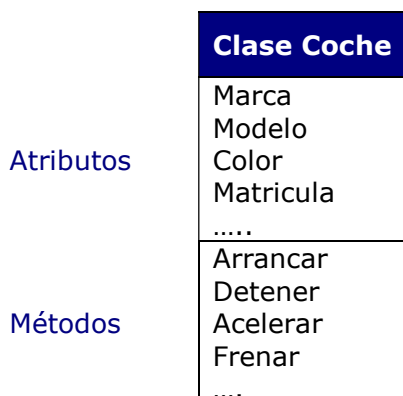 Clase Coche
Marca
Modelo
Atributos Color
Matricula
…..
Arrancar
Detener
Métodos Acelerar
Frenar
….